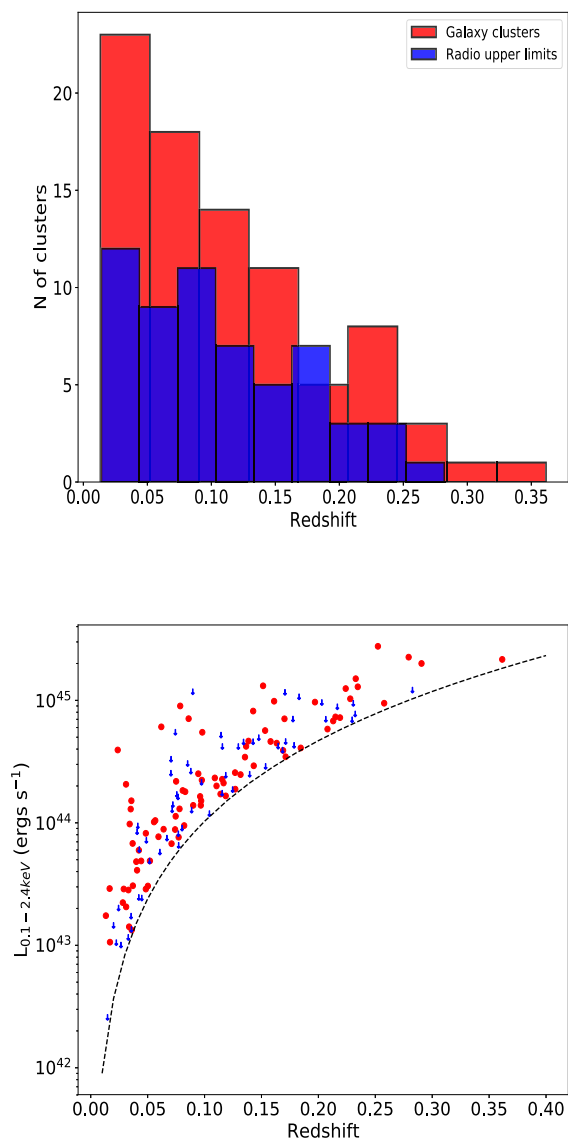 Galaxy clusters
Radio upper limits
N of clusters
20
15
10
5
0
0.00 0.05 0.10 0.15 0.20 0.25 0.30 0.35
Redshift
L0.1−2.4keV (ergs s−1)
10^45
10^44
10^43
10^42
0.00 0.05 0.10 0.15 0.20 0.25 0.30 0.35 0.40
Redshift